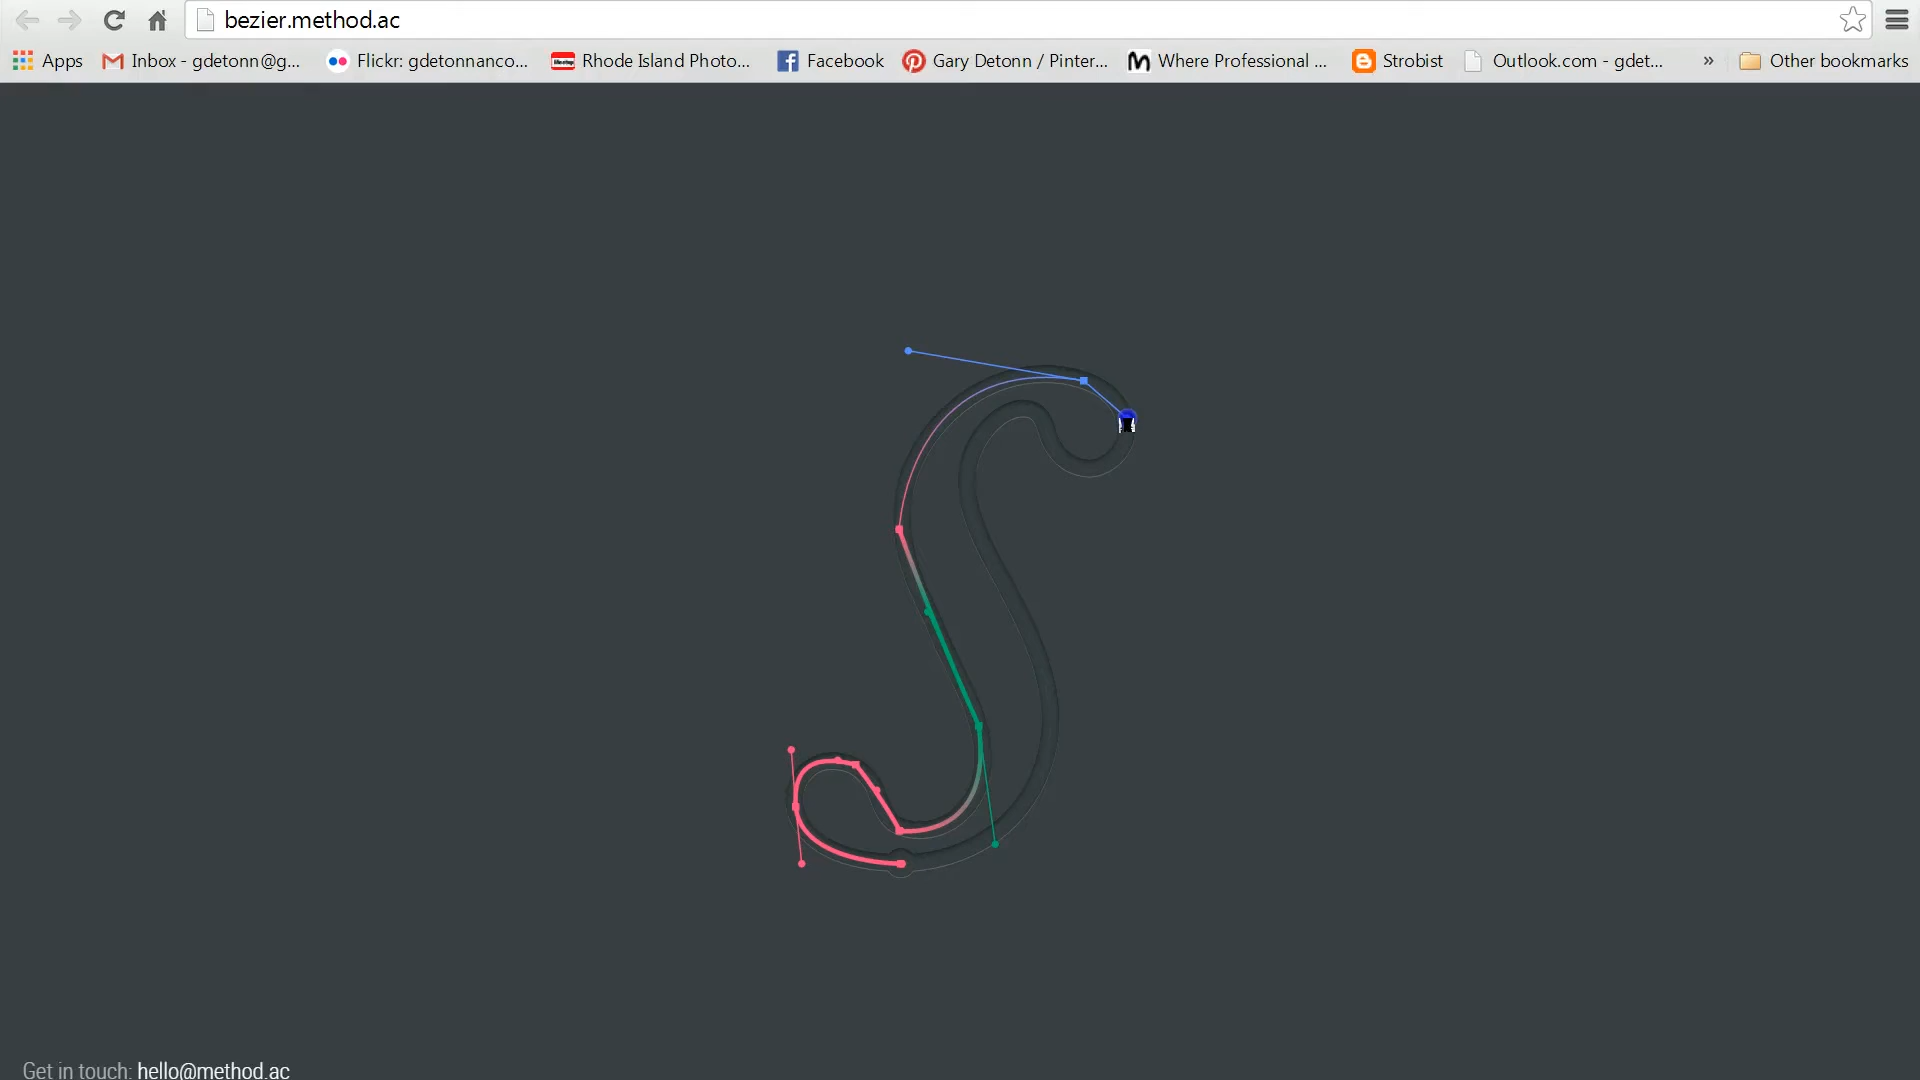 bezier.method.ac
Apps Inbox - gdetonn@g... Flickr: gdetonnanco... Rhode Island Photo... Facebook Gary Detonn / Pinter... Where Professional ... Strobist Outlook.com - gdet... » Other bookmarks
Get in touch: hello@method.ac